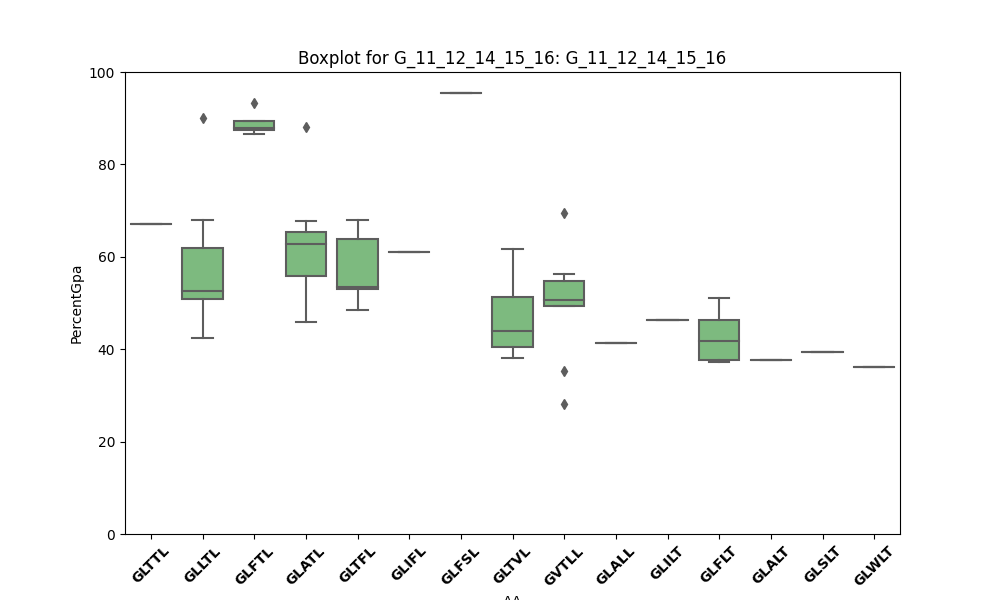 Boxplot for G_11_12_14_15_16: G_11_12_14_15_16
100
80
60
40
20
0
PercentGpa
GLTTL
GLLTL
GLFTL
GLATL
GLTFL
GLIFL
GLFSL
GLTVL
GVTLL
GLALL
GLILT
GLFLT
GLALT
GLSLT
GLWLT
AA